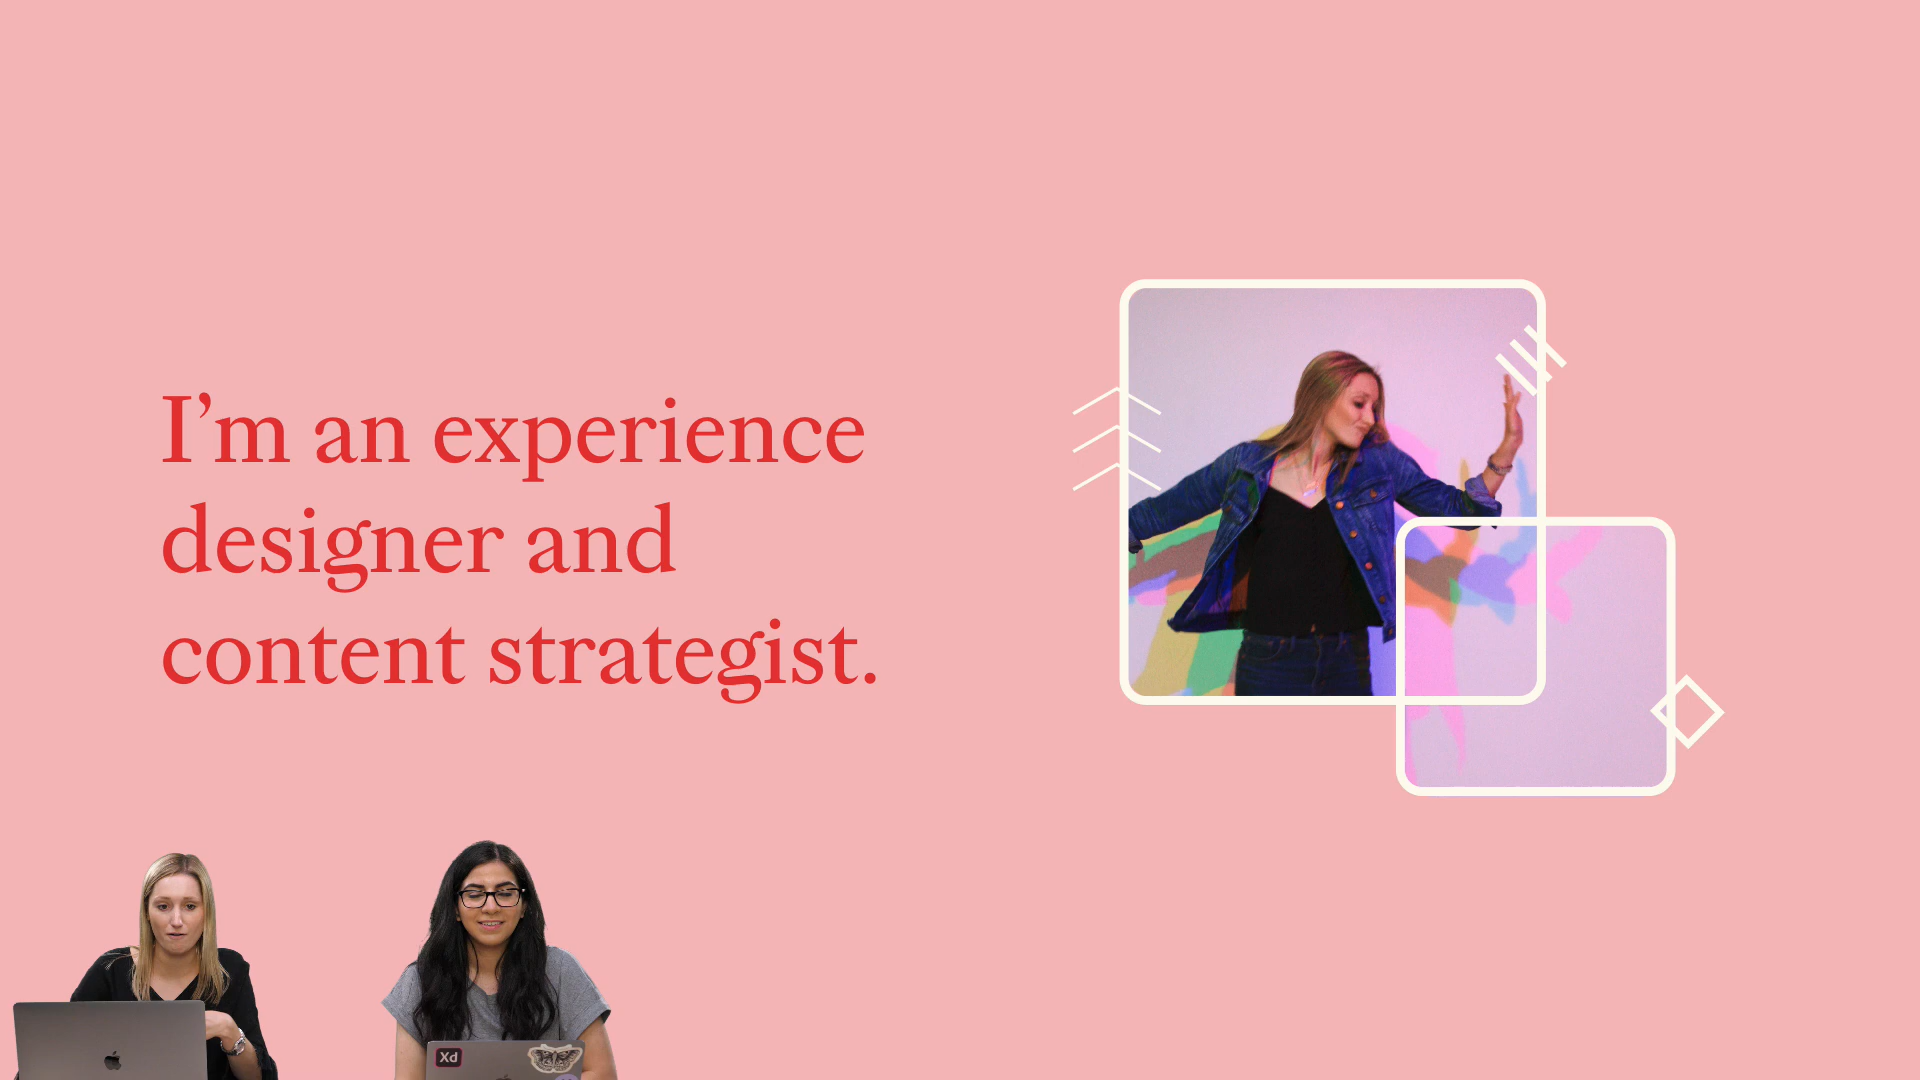 I’m an experience
designer and
content strategist.
Xd